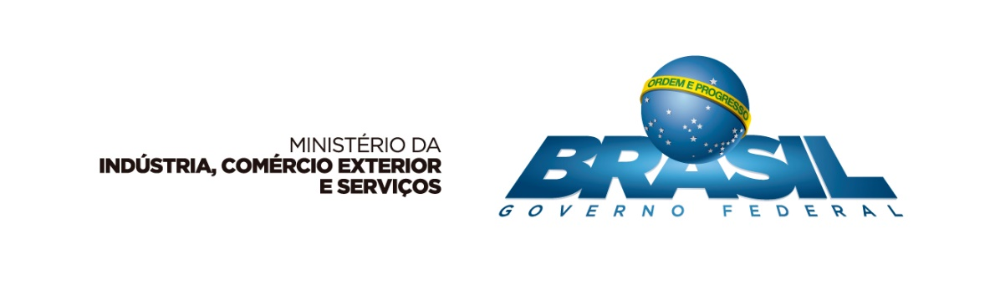 MINISTÉRIO DA
INDÚSTRIA, COMÉRCIO EXTERIOR
E SERVIÇOS
ORDEM E PROGRESSO
BRASIL
GOVERNO FEDERAL